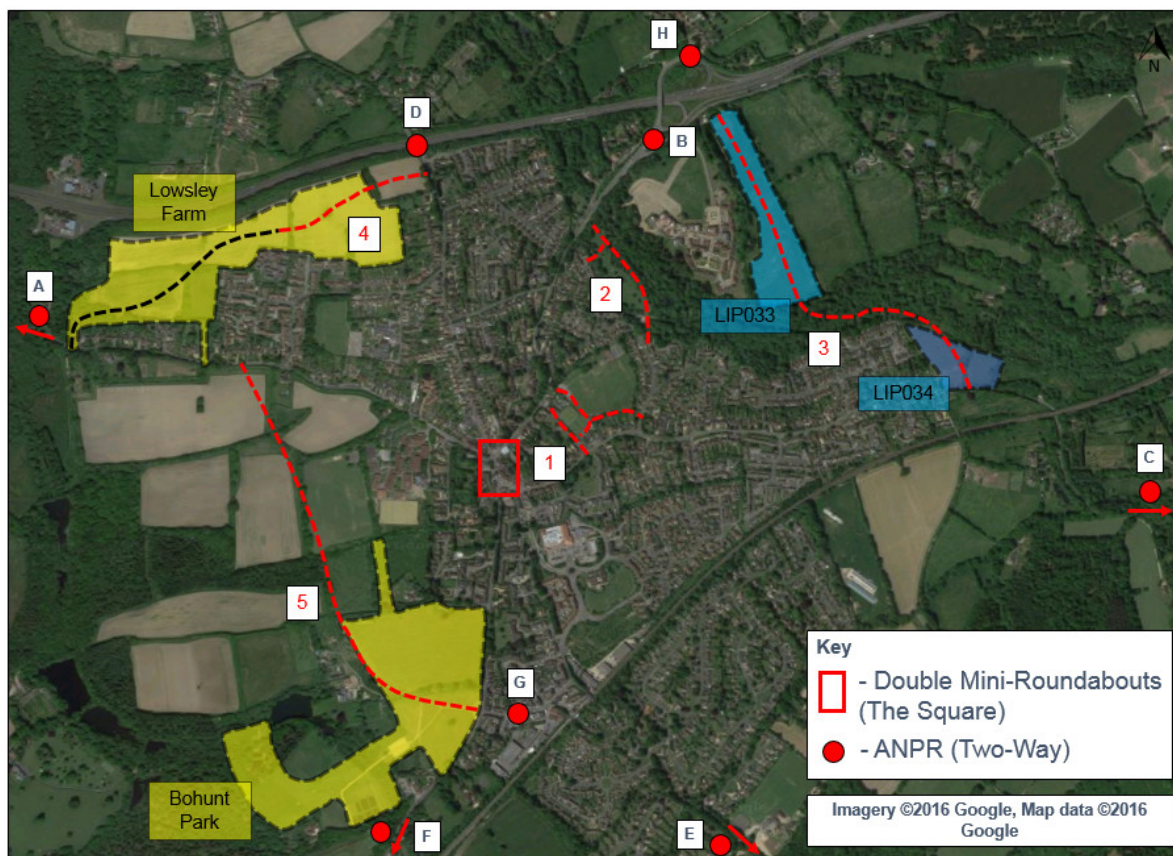 H
N
D
B
Lowsley
Farm
4
A
2
LIP033
3
LIP034
1
C
5
Key
- Double Mini-Roundabouts
(The Square)
- ANPR (Two-Way)
G
Bohunt
Park
F
E
Imagery ©2016 Google, Map data ©2016
Google